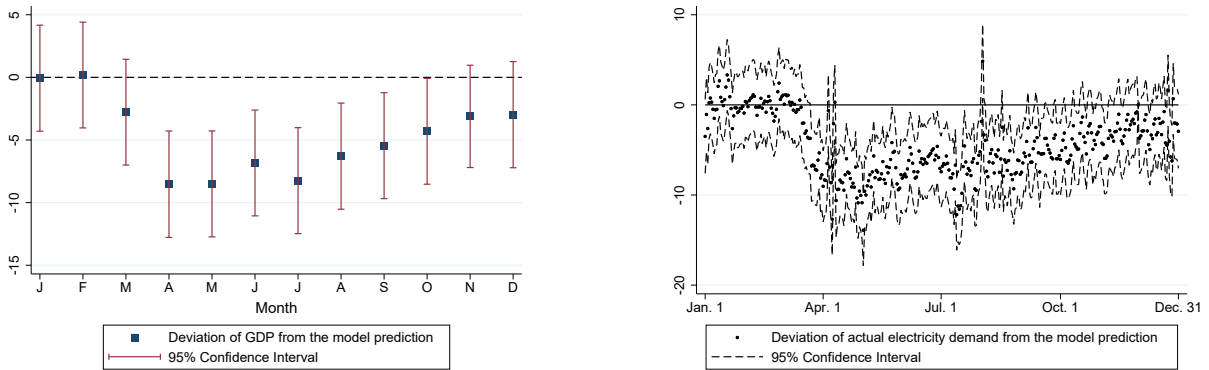 5
0
-5
-10
-15
J F M A M J J A S O N D
Month
Deviation of GDP from the model prediction
95% Confidence Interval
10
0
-10
-20
Jan. 1 Apr. 1 Jul. 1 Oct. 1 Dec. 31
Deviation of actual electricity demand from the model prediction
95% Confidence Interval